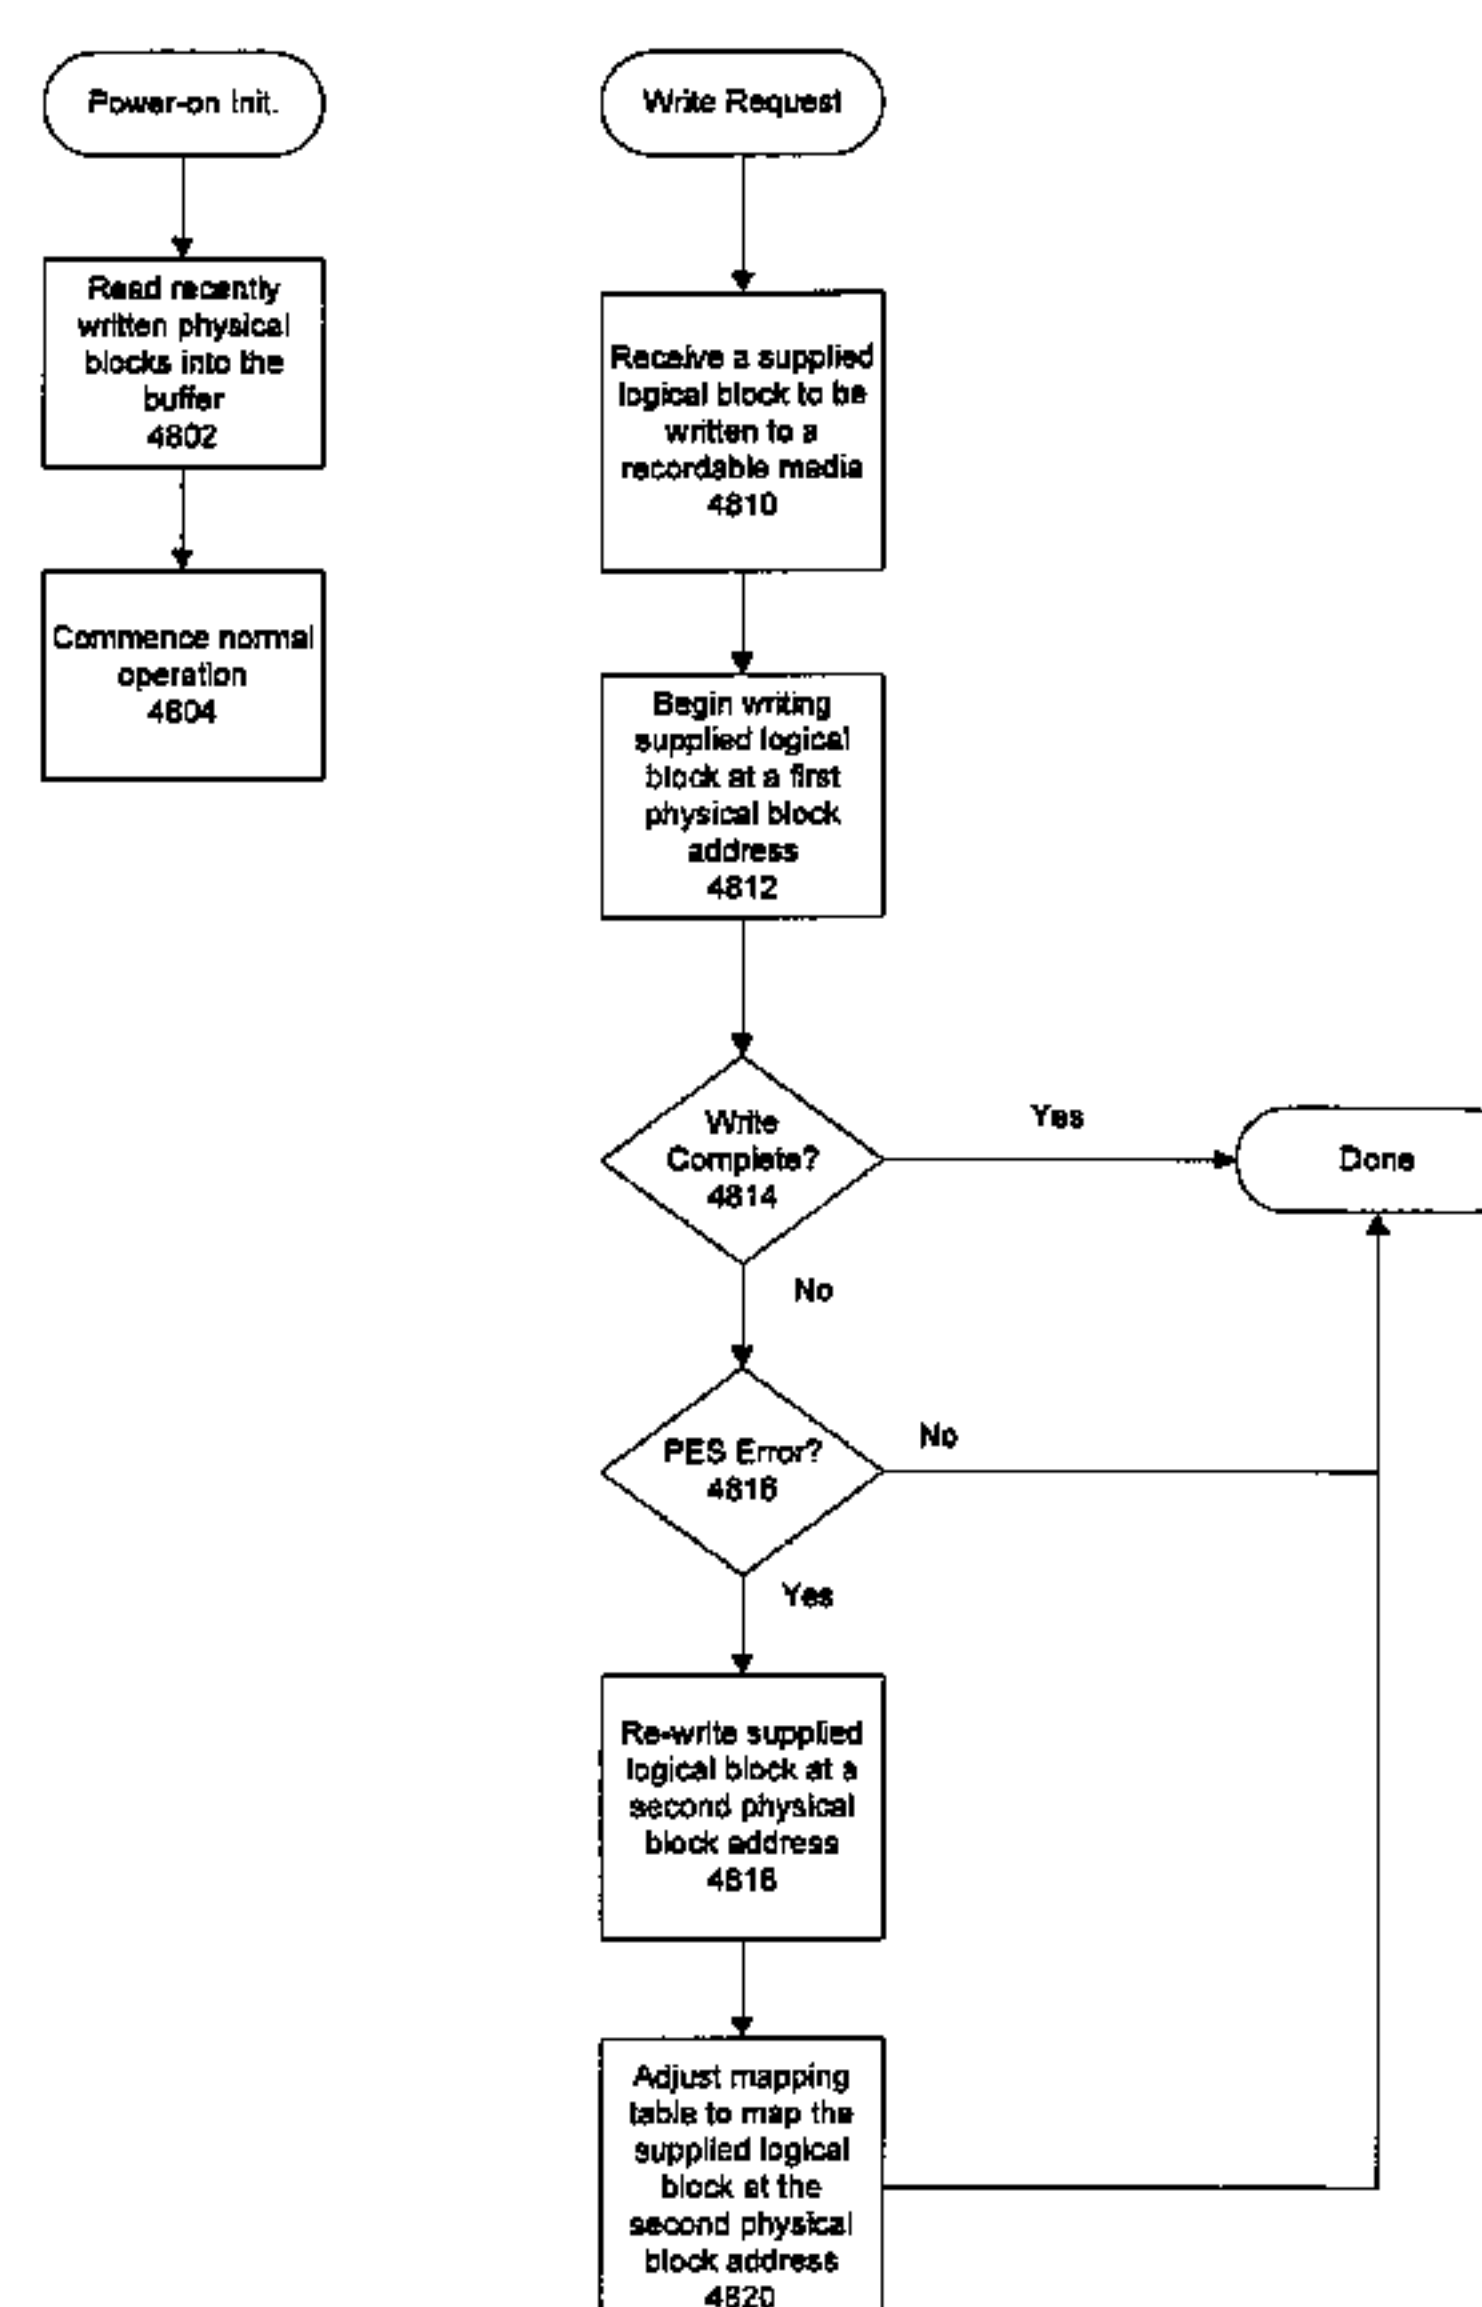 Power-on Init.
Read recently
written physical
blocks into the
buffer
4802
Commence normal
operation
4804
Write Request
Receive a supplied
logical block to be
written to a
recordable media
4810
Begin writing
supplied logical
block at a first
physical block
address
4812
Write
Complete?
4814
Yes
Done
No
PES Error?
4816
No
Yes
Re-write supplied
logical block at a
second physical
block address
4818
Adjust mapping
table to map the
supplied logical
block at the
second physical
block address
4820